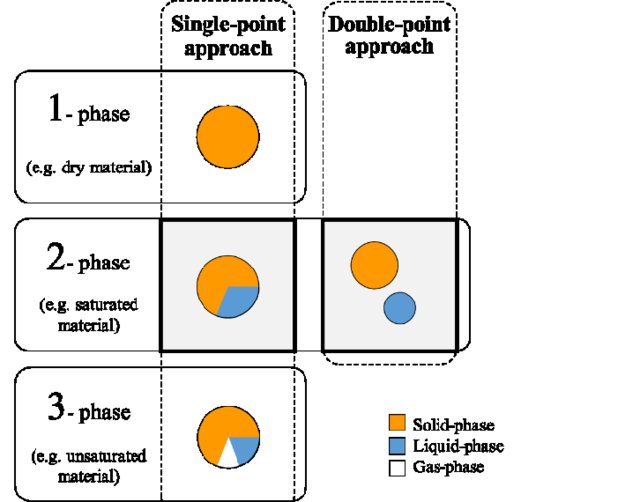 Single-point
approach
Double-point
approach
1- phase
(e.g. dry material)
2- phase
(e.g. saturated
material)
3- phase
(e.g. unsaturated
material)
Solid-phase
Liquid-phase
Gas-phase